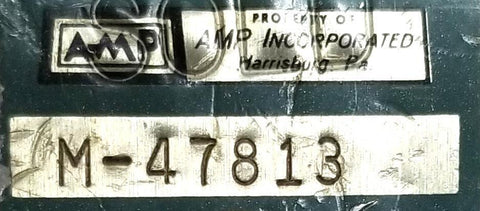 AMP
PROPERTY OF
AMP INCORPORATED
Harrisburg, Pa
M-47813